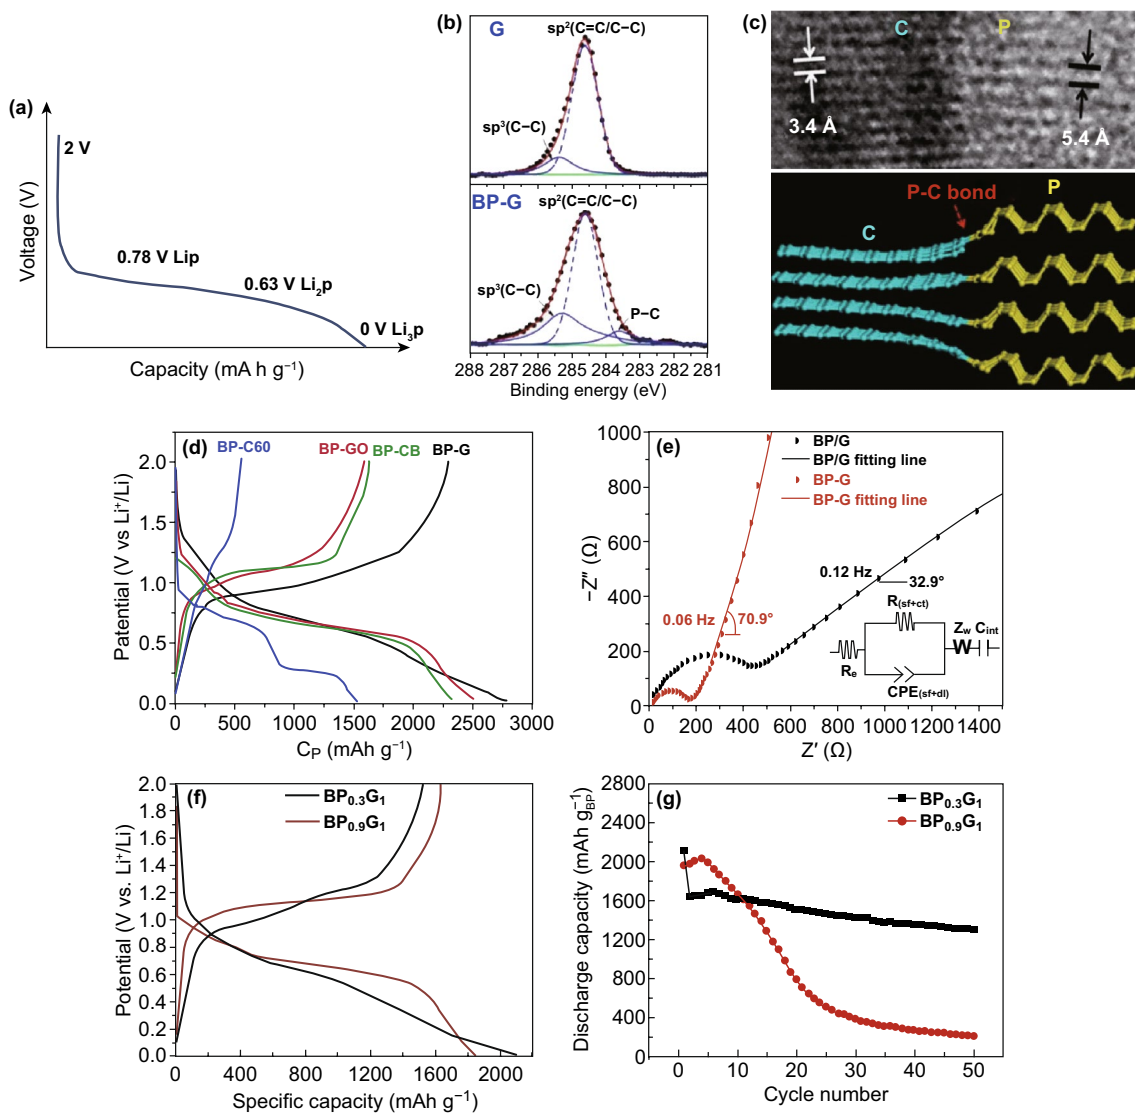 (a)
2 V
0.78 V Lip
0.63 V Li₂p
0 V Li₃p
Voltage (V)
Capacity (mA h g⁻¹)
(b)
G
sp²(C=C/C−C)
sp³(C−C)
BP-G
sp²(C=C/C−C)
sp³(C−C)
P−C
288 287 286 285 284 283 282 281
Binding energy (eV)
(c)
C
P
3.4 Å
5.4 Å
P-C bond
C
P
(d)
BP-C60
BP-GO
BP-CB
BP-G
2.0
1.5
1.0
0.5
0.0
Patential (V vs Li⁺/Li)
0 500 1000 1500 2000 2500 3000
C_P (mAh g⁻¹)
(e)
BP/G
BP/G fitting line
BP-G
BP-G fitting line
1000
800
600
400
200
0
−Z″ (Ω)
0.12 Hz
32.9°
0.06 Hz
70.9°
R(sf+ct)
Z_w C_int
R_e
CPE(sf+dl)
0 200 400 600 800 1000 1200 1400
Z′ (Ω)
(f)
BP₀.₃G₁
BP₀.₉G₁
2.0
1.8
1.6
1.4
1.2
1.0
0.8
0.6
0.4
0.2
0.0
Potential (V vs. Li⁺/Li)
0 400 800 1200 1600 2000
Specific capacity (mAh g⁻¹)
(g)
BP₀.₃G₁
BP₀.₉G₁
2800
2400
2000
1600
1200
800
400
0
Discharge capacity (mAh g_BP⁻¹)
0 10 20 30 40 50
Cycle number